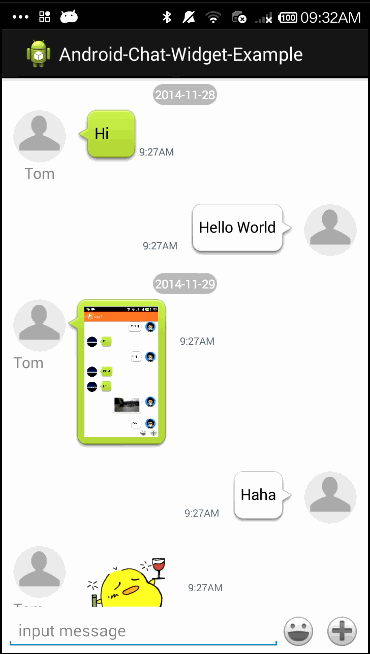 100 09:32AM
Android-Chat-Widget-Example
2014-11-28
Hi
9:27AM
Tom
Hello World
9:27AM
2014-11-29
9:27AM
Tom
Haha
9:27AM
9:27AM
Tom
input message